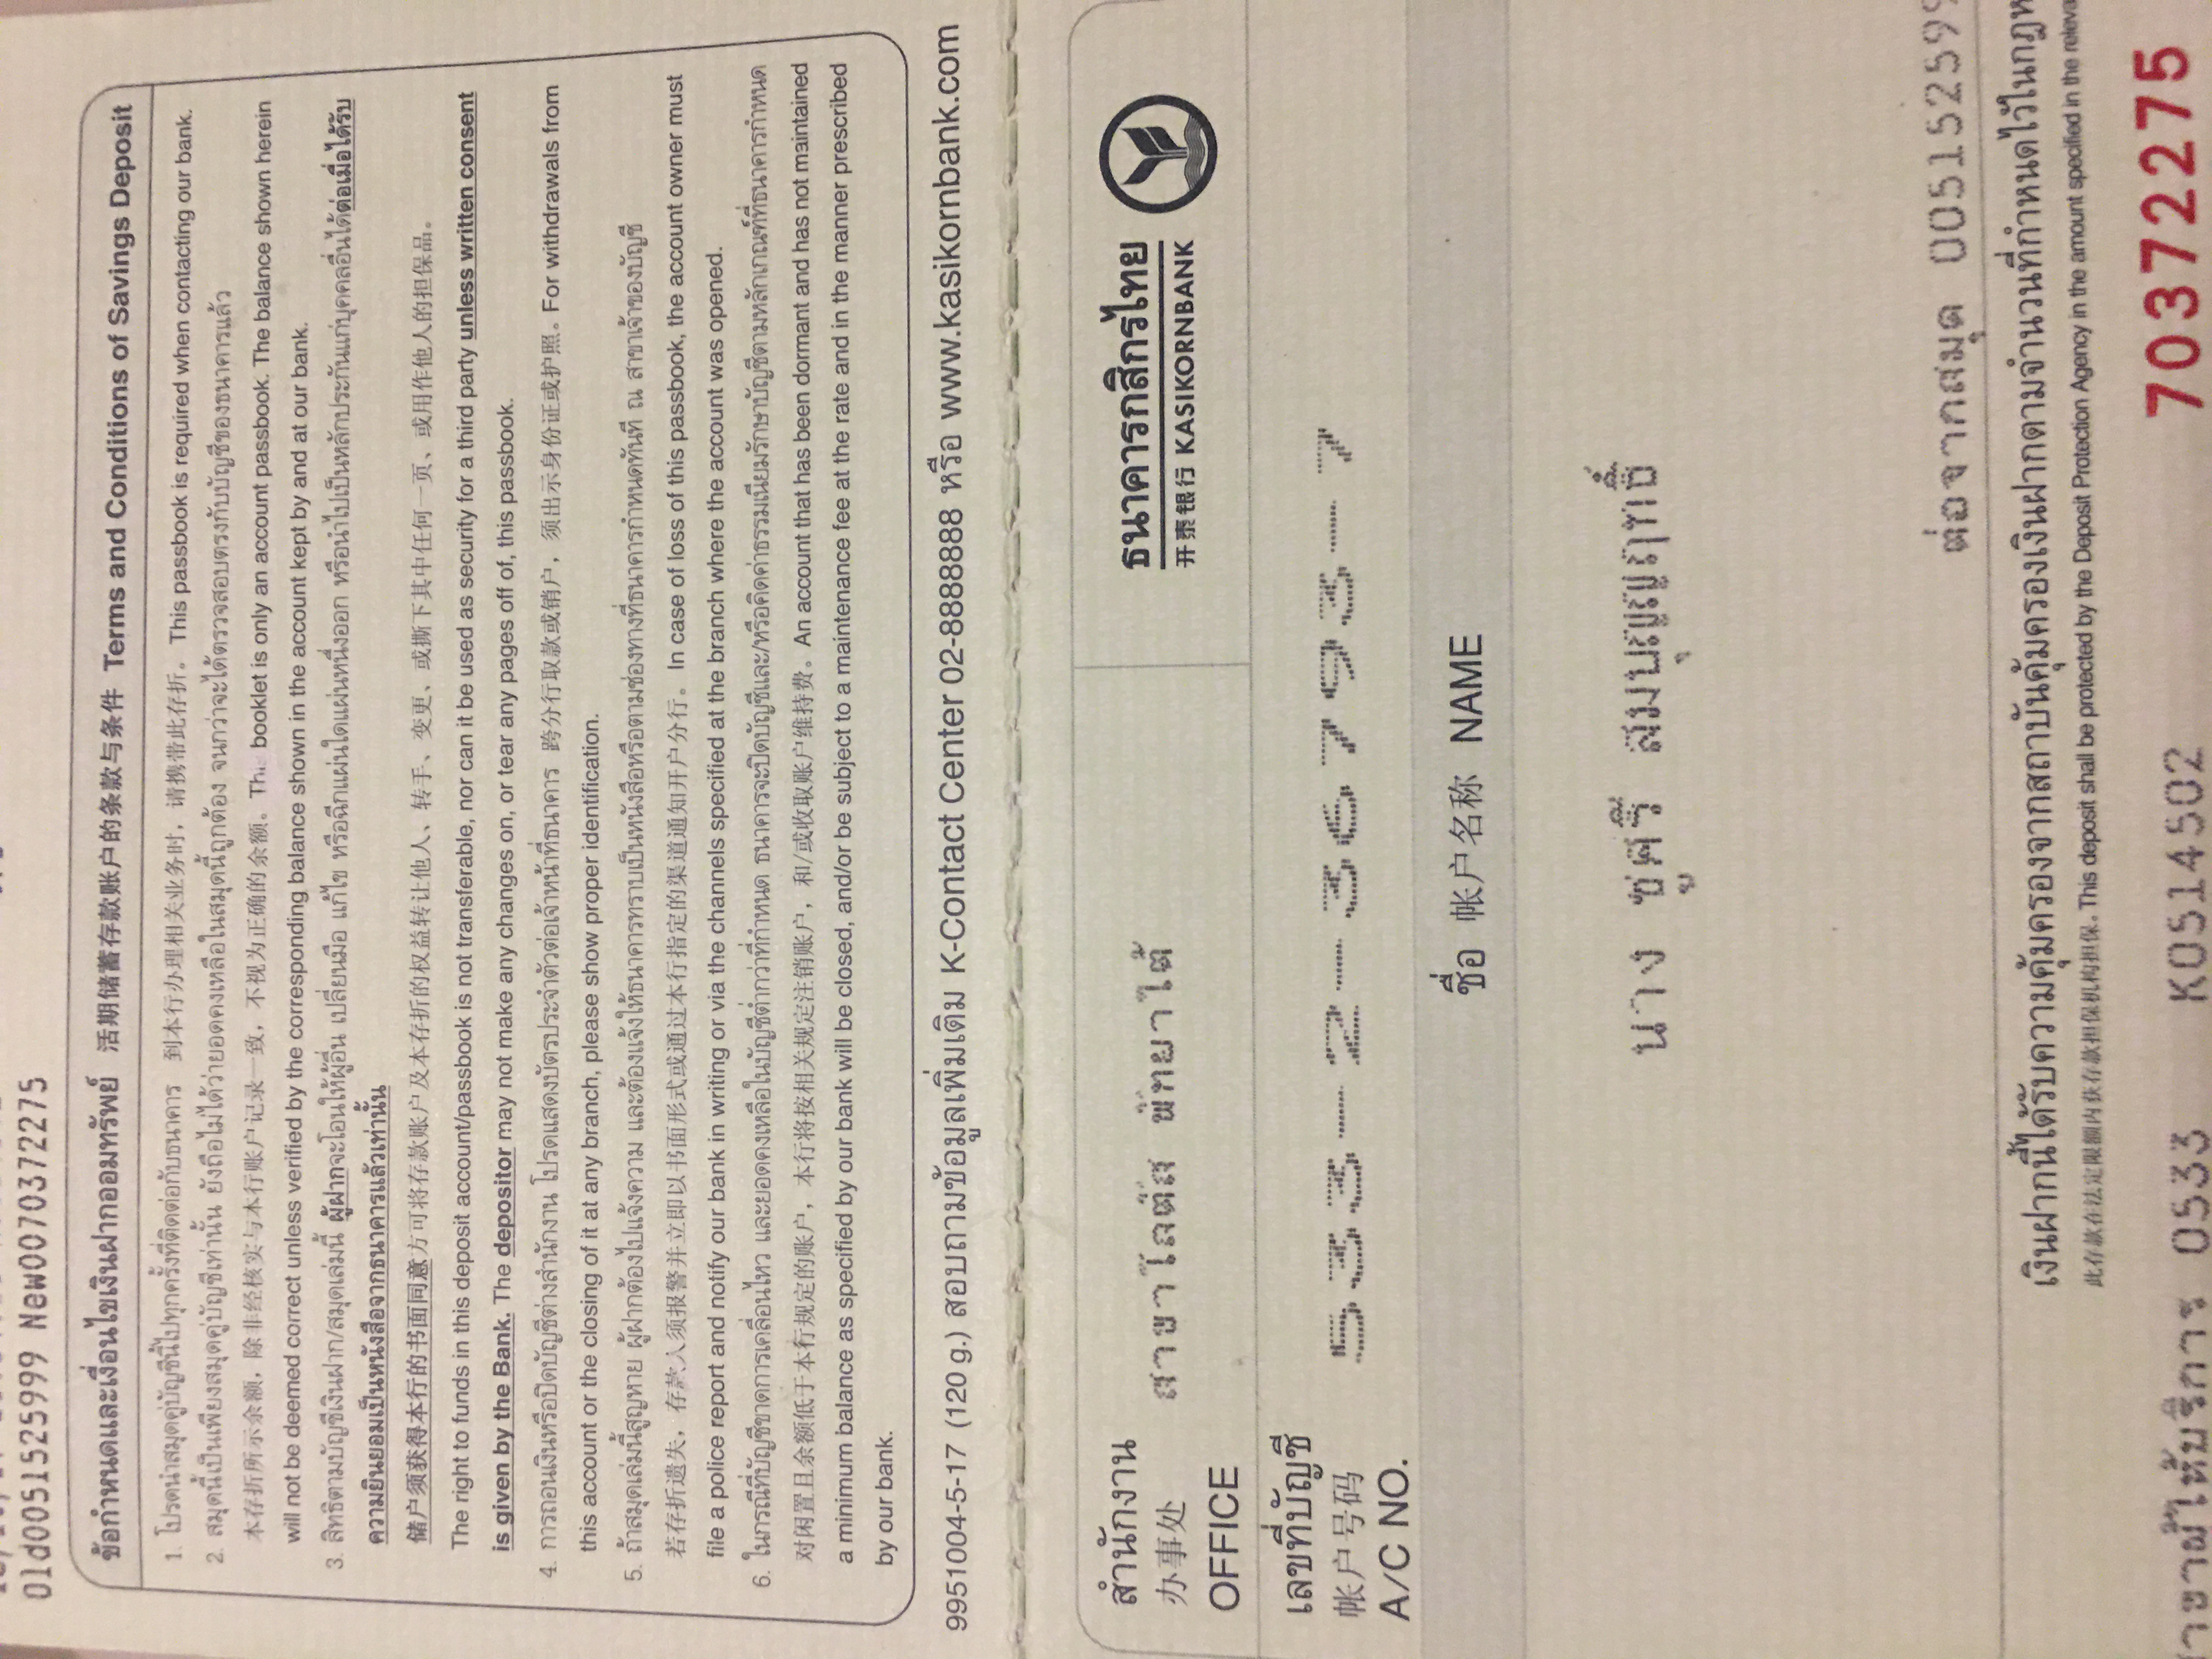 Old0051525999 New0070372275
ข้อกำหนดและเงื่อนไขเงินฝากออมทรัพย์ 活期储蓄存款账户的条款与条件 Terms and Conditions of Savings Deposit
1. โปรดนำสมุดคู่บัญชีนี้ไปทุกครั้งที่ติดต่อกับธนาคาร 到本行办理相关业务时，请携带此存折。This passbook is required when contacting our bank.
2. สมุดนี้เป็นเพียงสมุดคู่บัญชีเท่านั้น ยังถือไม่ได้ว่ายอดคงเหลือในสมุดนี้ถูกต้อง จนกว่าจะได้ตรวจสอบตรงกับบัญชีของธนาคารแล้ว
本存折所示余额，除非经核实与本行账户记录一致，不视为正确的余额。 booklet is only an account passbook. The balance shown herein
will not be deemed correct unless verified by the corresponding balance shown in the account kept by and at our bank.
3. สิทธิตามบัญชีเงินฝาก/สมุดเล่มนี้ ผู้ฝากจะโอนให้ผู้อื่น เปลี่ยนมือ แก้ไข หรือฉีกแผ่นใดแผ่นหนึ่งออก หรือนำไปเป็นหลักประกันแก่บุคคลอื่นได้ต่อเมื่อได้รับ
ความยินยอมเป็นหนังสือจากธนาคารแล้วเท่านั้น
储户须获得本行的书面同意方可将存款账户及本存折的权益转让他人、转手、变更、或撕下其中任何一页、或用作他人的担保品。
The right to funds in this deposit account/passbook is not transferable, nor can it be used as security for a third party unless written consent
is given by the Bank. The depositor may not make any changes on, or tear any pages off of, this passbook.
4. การถอนเงินหรือปิดบัญชีต่างสำนักงาน โปรดแสดงบัตรประจำตัวต่อเจ้าหน้าที่ธนาคาร 跨分行取款或销户，须出示身份证或护照。For withdrawals from
this account or the closing of it at any branch, please show proper identification.
5. ถ้าสมุดเล่มนี้สูญหาย ผู้ฝากต้องไปแจ้งความ และต้องแจ้งให้ธนาคารทราบเป็นหนังสือหรือตามช่องทางที่ธนาคารกำหนดทันที ณ สาขาเจ้าของบัญชี
若存折遗失，存款人须报警并立即以书面形式或通过本行指定的渠道通知开户分行。In case of loss of this passbook, the account owner must
file a police report and notify our bank in writing or via the channels specified at the branch where the account was opened.
6. ในกรณีที่บัญชีขาดการเคลื่อนไหว และยอดคงเหลือในบัญชีต่ำกว่าที่กำหนด ธนาคารจะปิดบัญชีและ/หรือคิดค่าธรรมเนียมรักษาบัญชีตามหลักเกณฑ์ที่ธนาคารกำหนด
对闲置且余额低于本行规定的账户，本行将按相关规定注销账户，和/或收取账户维持费。An account that has been dormant and has not maintained
a minimum balance as specified by our bank will be closed, and/or be subject to a maintenance fee at the rate and in the manner prescribed
by our bank.
9951004-5-17 (120 g.) สอบถามข้อมูลเพิ่มเติม K-Contact Center 02-8888888 หรือ www.kasikornbank.com
สำนักงาน
办事处
OFFICE
สาขาโลตัส พัทยาใต้
ธนาคารกสิกรไทย
开泰银行 KASIKORNBANK
เลขที่บัญชี
帐户号码
A/C NO.
533-2-36793-7
ชื่อ 帐户名称 NAME
นาง ชูศรี สมบุญญฤทธิ์
ต่อจากสมุด 005152599
เงินฝากนี้ได้รับความคุ้มครองจากสถาบันคุ้มครองเงินฝากตามจำนวนที่กำหนดไว้ในกฎห
此存款在法定限额内获存款担保机构担保。This deposit shall be protected by the Deposit Protection Agency in the amount specified in the releva
าขาผู้ให้บริการ 0533 K0514502
70372275